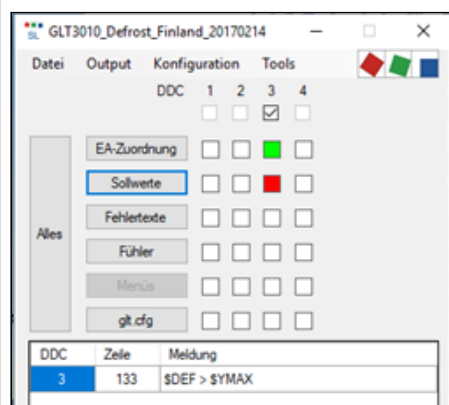 SL GLT3010_Defrost_Finland_20170214
Datei Output Konfiguration Tools
DDC 1 2 3 4
Alles
EA-Zuordnung
Sollwerte
Fehlertexte
Fühler
Menüs
glt.cfg
DDC Zeile Meldung
3 133 $DEF > $YMAX